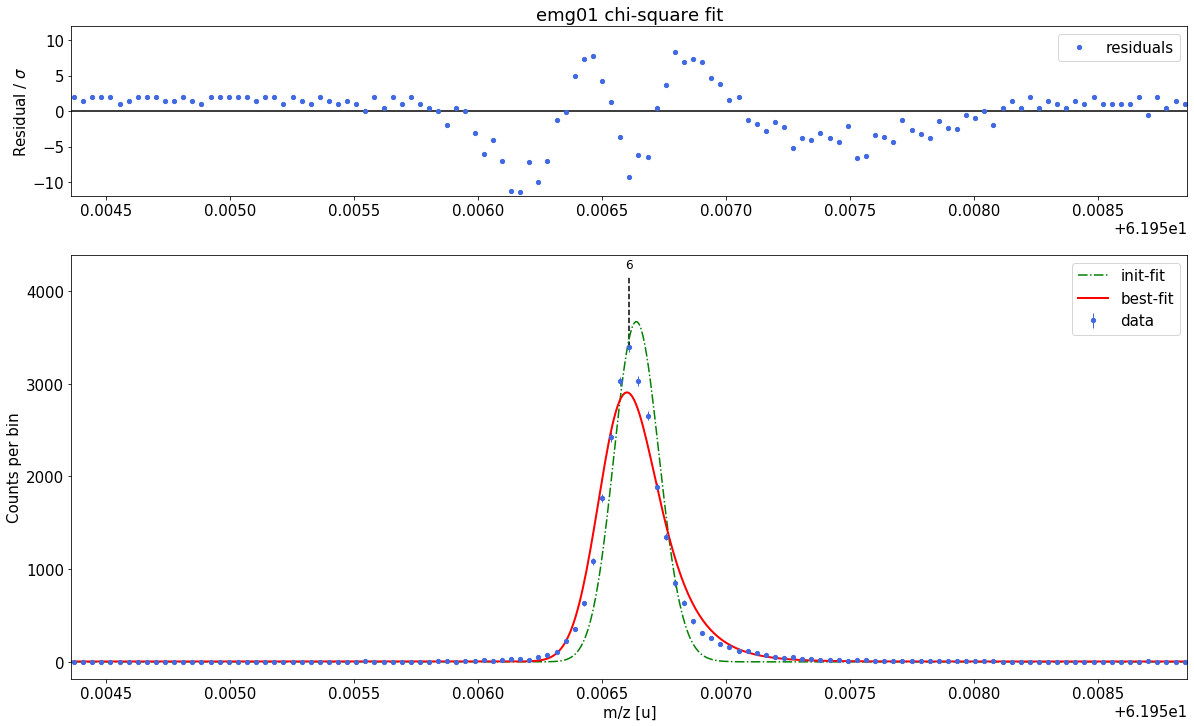 emg01 chi-square fit
10
5
0
−5
−10
Residual / σ
residuals
0.0045 0.0050 0.0055 0.0060 0.0065 0.0070 0.0075 0.0080 0.0085
+6.195e1
6
4000
3000
2000
1000
0
Counts per bin
init-fit
best-fit
data
0.0045 0.0050 0.0055 0.0060 0.0065 0.0070 0.0075 0.0080 0.0085
m/z [u]
+6.195e1